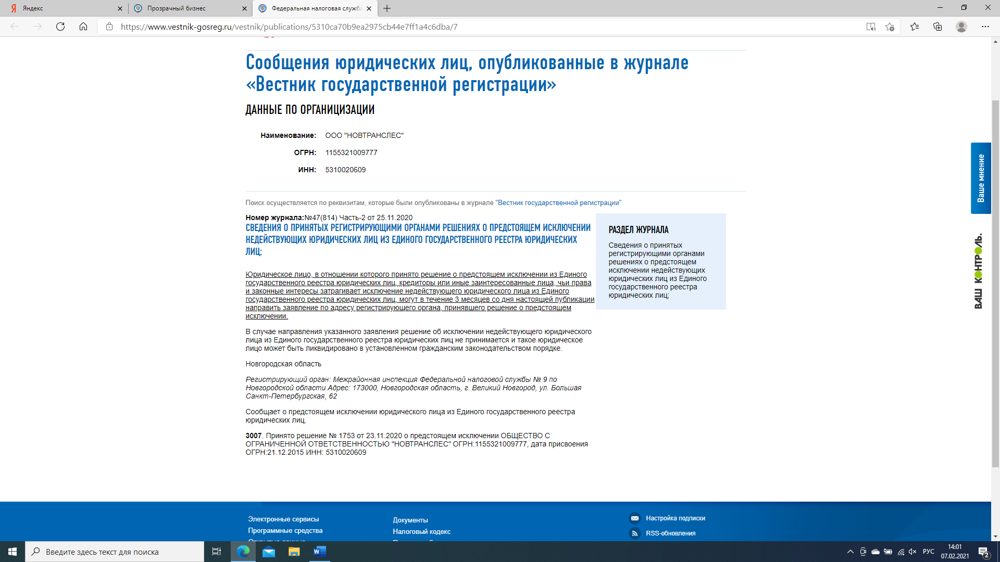 Яндекс
Прозрачный бизнес
Федеральная налоговая служба
https://www.vestnik-gosreg.ru/vestnik/publications/5310ca70b9ea2975cb44e7ff1a4c6dba/7
Сообщения юридических лиц, опубликованные в журнале
«Вестник государственной регистрации»
ДАННЫЕ ПО ОРГАНИЦИЗАЦИИ
Наименование: ООО "НОВТРАНСЛЕС"
ОГРН: 1155321009777
ИНН: 5310020609
Поиск осуществляется по реквизитам, которые были опубликованы в журнале "Вестник государственной регистрации"
Номер журнала:№47(814) Часть-2 от 25.11.2020
СВЕДЕНИЯ О ПРИНЯТЫХ РЕГИСТРИРУЮЩИМИ ОРГАНАМИ РЕШЕНИЯХ О ПРЕДСТОЯЩЕМ ИСКЛЮЧЕНИИ
НЕДЕЙСТВУЮЩИХ ЮРИДИЧЕСКИХ ЛИЦ ИЗ ЕДИНОГО ГОСУДАРСТВЕННОГО РЕЕСТРА ЮРИДИЧЕСКИХ
ЛИЦ;
Юридическое лицо, в отношении которого принято решение о предстоящем исключении из Единого
государственного реестра юридических лиц, кредиторы или иные заинтересованные лица, чьи права
и законные интересы затрагивает исключение недействующего юридического лица из Единого
государственного реестра юридических лиц, могут в течение 3 месяцев со дня настоящей публикации
направить заявление по адресу регистрирующего органа, принявшего решение о предстоящем
исключении.
В случае направления указанного заявления решение об исключении недействующего юридического
лица из Единого государственного реестра юридических лиц не принимается и такое юридическое
лицо может быть ликвидировано в установленном гражданским законодательством порядке.
Новгородская область
Регистрирующий орган: Межрайонная инспекция Федеральной налоговой службы № 9 по
Новгородской области Адрес: 173000, Новгородская область, г. Великий Новгород, ул. Большая
Санкт-Петербургская, 62
Сообщает о предстоящем исключении юридического лица из Единого государственного реестра
юридических лиц.
3007. Принято решение № 1753 от 23.11.2020 о предстоящем исключении ОБЩЕСТВО С
ОГРАНИЧЕННОЙ ОТВЕТСТВЕННОСТЬЮ "НОВТРАНСЛЕС" ОГРН:1155321009777, дата присвоения
ОГРН:21.12.2015 ИНН: 5310020609
РАЗДЕЛ ЖУРНАЛА
Сведения о принятых
регистрирующими органами
решениях о предстоящем
исключении недействующих
юридических лиц из Единого
государственного реестра
юридических лиц;
Ваше мнение
ВАШ КОНТРОЛЬ.
Электронные сервисы
Программные средства
Документы
Налоговый кодекс
Настройка подписки
RSS-обновления
Введите здесь текст для поиска
РУС
14:01
07.02.2021
2